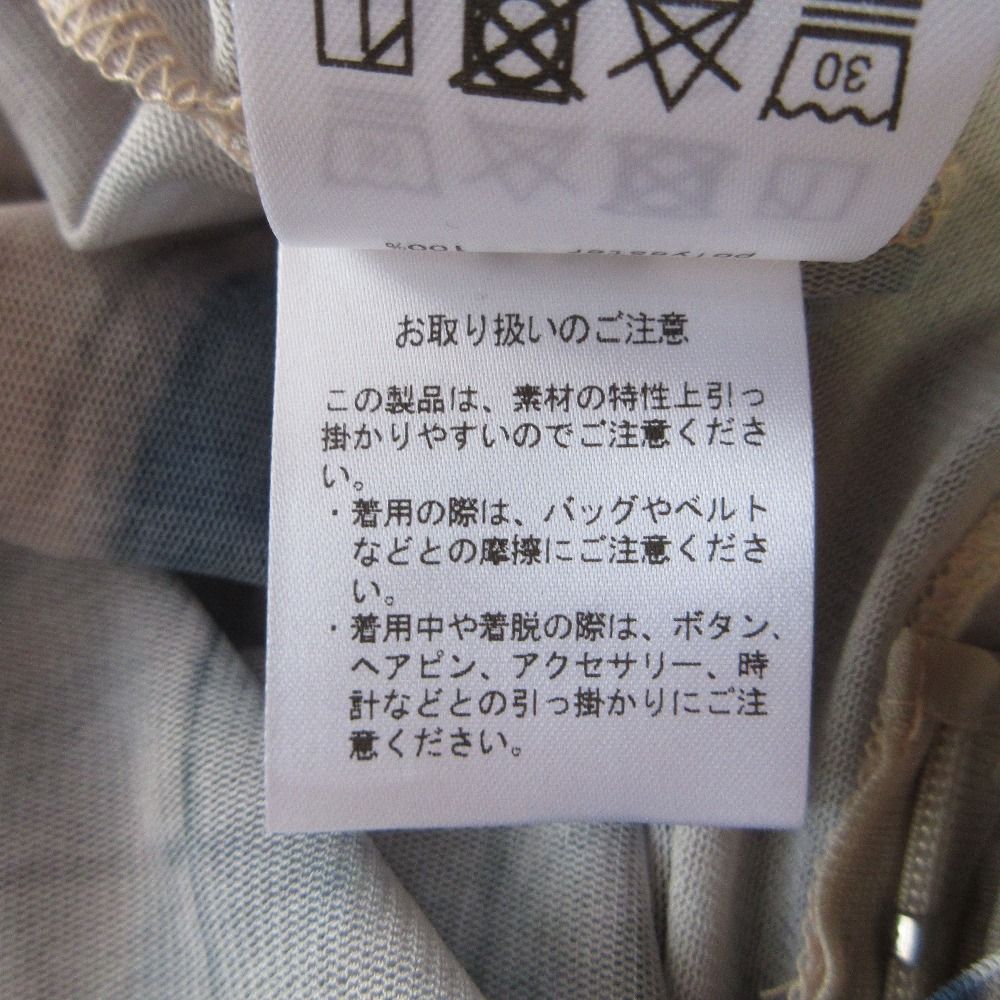 30
polyester 100%
お取り扱いのご注意
この製品は、素材の特性上引っ
掛かりやすいのでご注意くださ
い。
・着用の際は、バッグやベルト
などとの摩擦にご注意くださ
い。
・着用中や着脱の際は、ボタン、
ヘアピン、アクセサリー、時
計などとの引っ掛かりにご注
意ください。